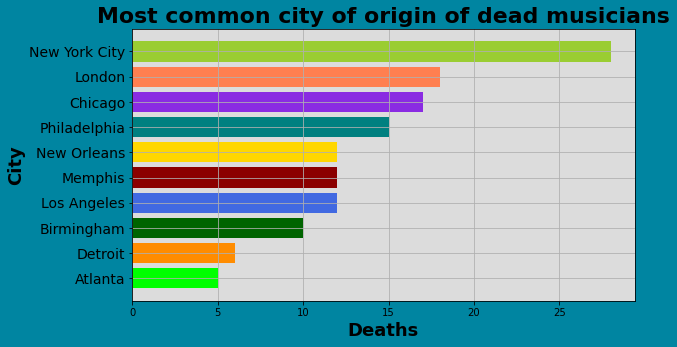 Most common city of origin of dead musicians
New York City
London
Chicago
Philadelphia
New Orleans
Memphis
Los Angeles
Birmingham
Detroit
Atlanta
City
0 5 10 15 20 25
Deaths